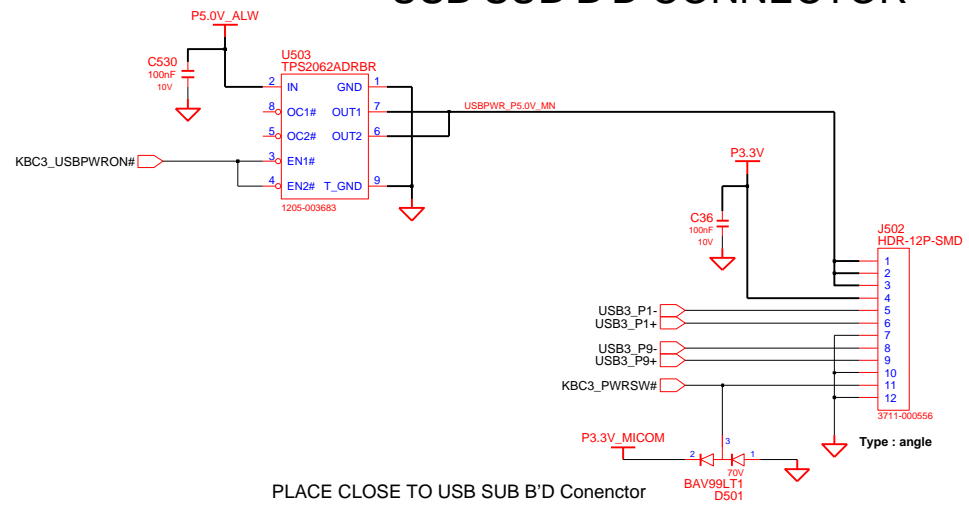 USB SUB B'D CONNECTOR
P5.0V_ALW
C530
100nF
10V
U503
TPS2062ADRBR
2 IN GND 1
8 OC1# OUT1 7
5 OC2# OUT2 6
3 EN1#
4 EN2# T_GND 9
1205-003683
USBPWR_P5.0V_MN
KBC3_USBPWRON#
P3.3V
C36
100nF
10V
J502
HDR-12P-SMD
1
2
3
4
5
6
7
8
9
10
11
12
3711-000556
Type : angle
USB3_P1-
USB3_P1+
USB3_P9-
USB3_P9+
KBC3_PWRSW#
P3.3V_MICOM
3
2
1
70V
BAV99LT1
D501
PLACE CLOSE TO USB SUB B'D Conenctor